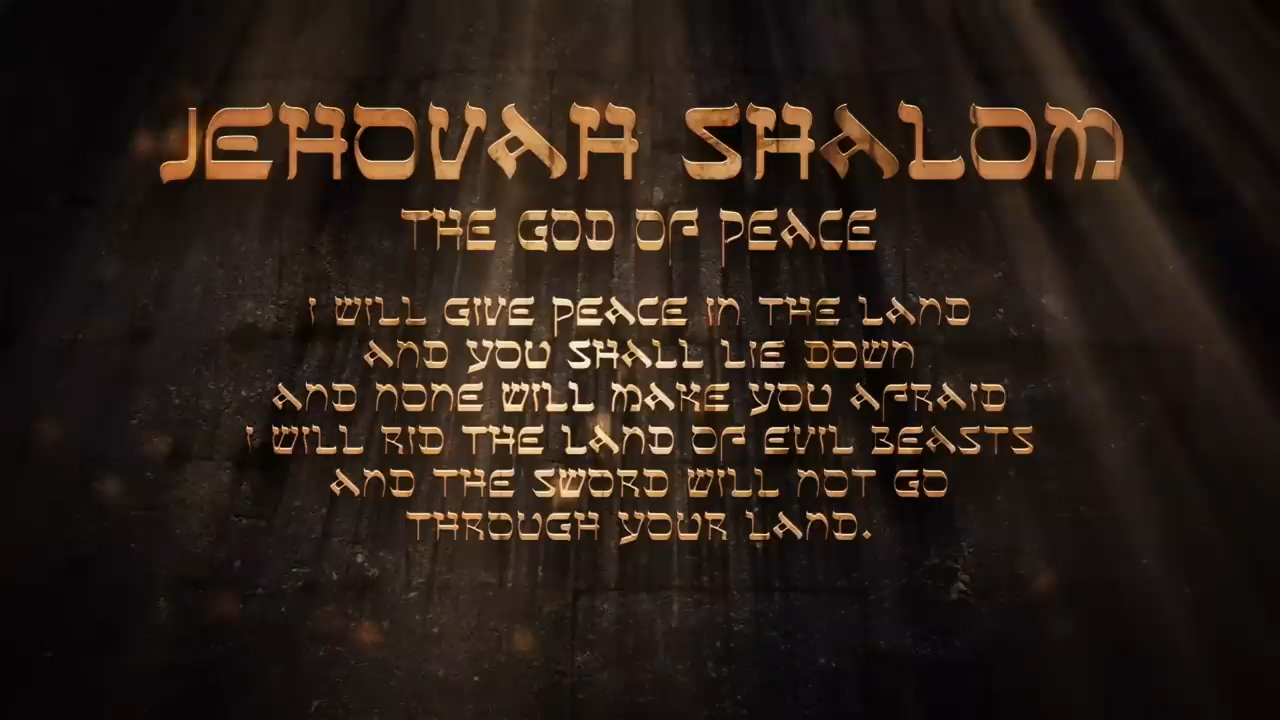 JEHOVAH SHALOM
THE GOD OF PEACE
I WILL GIVE PEACE IN THE LAND
AND YOU SHALL LIE DOWN
AND NONE WILL MAKE YOU AFRAID
I WILL RID THE LAND OF EVIL BEASTS
AND THE SWORD WILL NOT GO
THROUGH YOUR LAND.